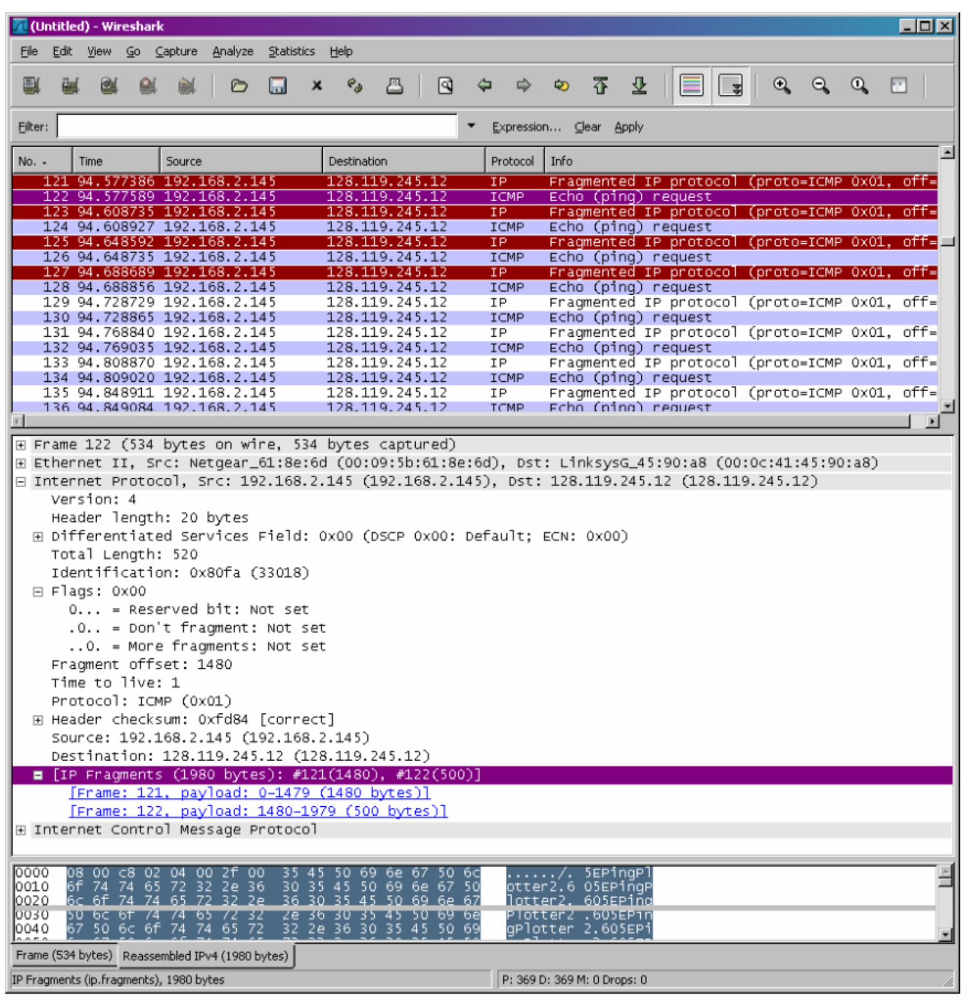 (Untitled) - Wireshark
File Edit View Go Capture Analyze Statistics Help
Filter: Expression... Clear Apply
No. Time Source Destination Protocol Info
121 94.577386 192.168.2.145 128.119.245.12 IP Fragmented IP protocol (proto=ICMP 0x01, off=
122 94.577589 192.168.2.145 128.119.245.12 ICMP Echo (ping) request
123 94.608735 192.168.2.145 128.119.245.12 IP Fragmented IP protocol (proto=ICMP 0x01, off=
124 94.608927 192.168.2.145 128.119.245.12 ICMP Echo (ping) request
125 94.648592 192.168.2.145 128.119.245.12 IP Fragmented IP protocol (proto=ICMP 0x01, off=
126 94.648735 192.168.2.145 128.119.245.12 ICMP Echo (ping) request
127 94.688689 192.168.2.145 128.119.245.12 IP Fragmented IP protocol (proto=ICMP 0x01, off=
128 94.688856 192.168.2.145 128.119.245.12 ICMP Echo (ping) request
129 94.728729 192.168.2.145 128.119.245.12 IP Fragmented IP protocol (proto=ICMP 0x01, off=
130 94.728865 192.168.2.145 128.119.245.12 ICMP Echo (ping) request
131 94.768840 192.168.2.145 128.119.245.12 IP Fragmented IP protocol (proto=ICMP 0x01, off=
132 94.769035 192.168.2.145 128.119.245.12 ICMP Echo (ping) request
133 94.808870 192.168.2.145 128.119.245.12 IP Fragmented IP protocol (proto=ICMP 0x01, off=
134 94.809020 192.168.2.145 128.119.245.12 ICMP Echo (ping) request
135 94.848911 192.168.2.145 128.119.245.12 IP Fragmented IP protocol (proto=ICMP 0x01, off=
136 94.849084 192.168.2.145 128.119.245.12 ICMP Echo (ping) request
Frame 122 (534 bytes on wire, 534 bytes captured)
Ethernet II, Src: Netgear_61:8e:6d (00:09:5b:61:8e:6d), Dst: LinksysG_45:90:a8 (00:0c:41:45:90:a8)
Internet Protocol, Src: 192.168.2.145 (192.168.2.145), Dst: 128.119.245.12 (128.119.245.12)
Version: 4
Header length: 20 bytes
Differentiated Services Field: 0x00 (DSCP 0x00: Default; ECN: 0x00)
Total Length: 520
Identification: 0x80fa (33018)
Flags: 0x00
0... = Reserved bit: Not set
.0.. = Don't fragment: Not set
..0. = More fragments: Not set
Fragment offset: 1480
Time to live: 1
Protocol: ICMP (0x01)
Header checksum: 0xfd84 [correct]
Source: 192.168.2.145 (192.168.2.145)
Destination: 128.119.245.12 (128.119.245.12)
[IP Fragments (1980 bytes): #121(1480), #122(500)]
[Frame: 121, payload: 0-1479 (1480 bytes)]
[Frame: 122, payload: 1480-1979 (500 bytes)]
Internet Control Message Protocol
0000 08 00 c8 02 04 00 2f 00 35 45 50 69 6e 67 50 6c ....../. 5EPingPl
0010 6f 74 74 65 72 32 2e 36 30 35 45 50 69 6e 67 50 otter2.6 05EPingP
0020 6c 6f 74 74 65 72 32 2e 36 30 35 45 50 69 6e 67 lotter2. 605EPing
0030 50 6c 6f 74 74 65 72 32 2e 36 30 35 45 50 69 6e Plotter2 .605EPin
0040 67 50 6c 6f 74 74 65 72 32 2e 36 30 35 45 50 69 gPlotter 2.605EPi
Frame (534 bytes) Reassembled IPv4 (1980 bytes)
IP Fragments (ip.fragments), 1980 bytes P: 369 D: 369 M: 0 Drops: 0